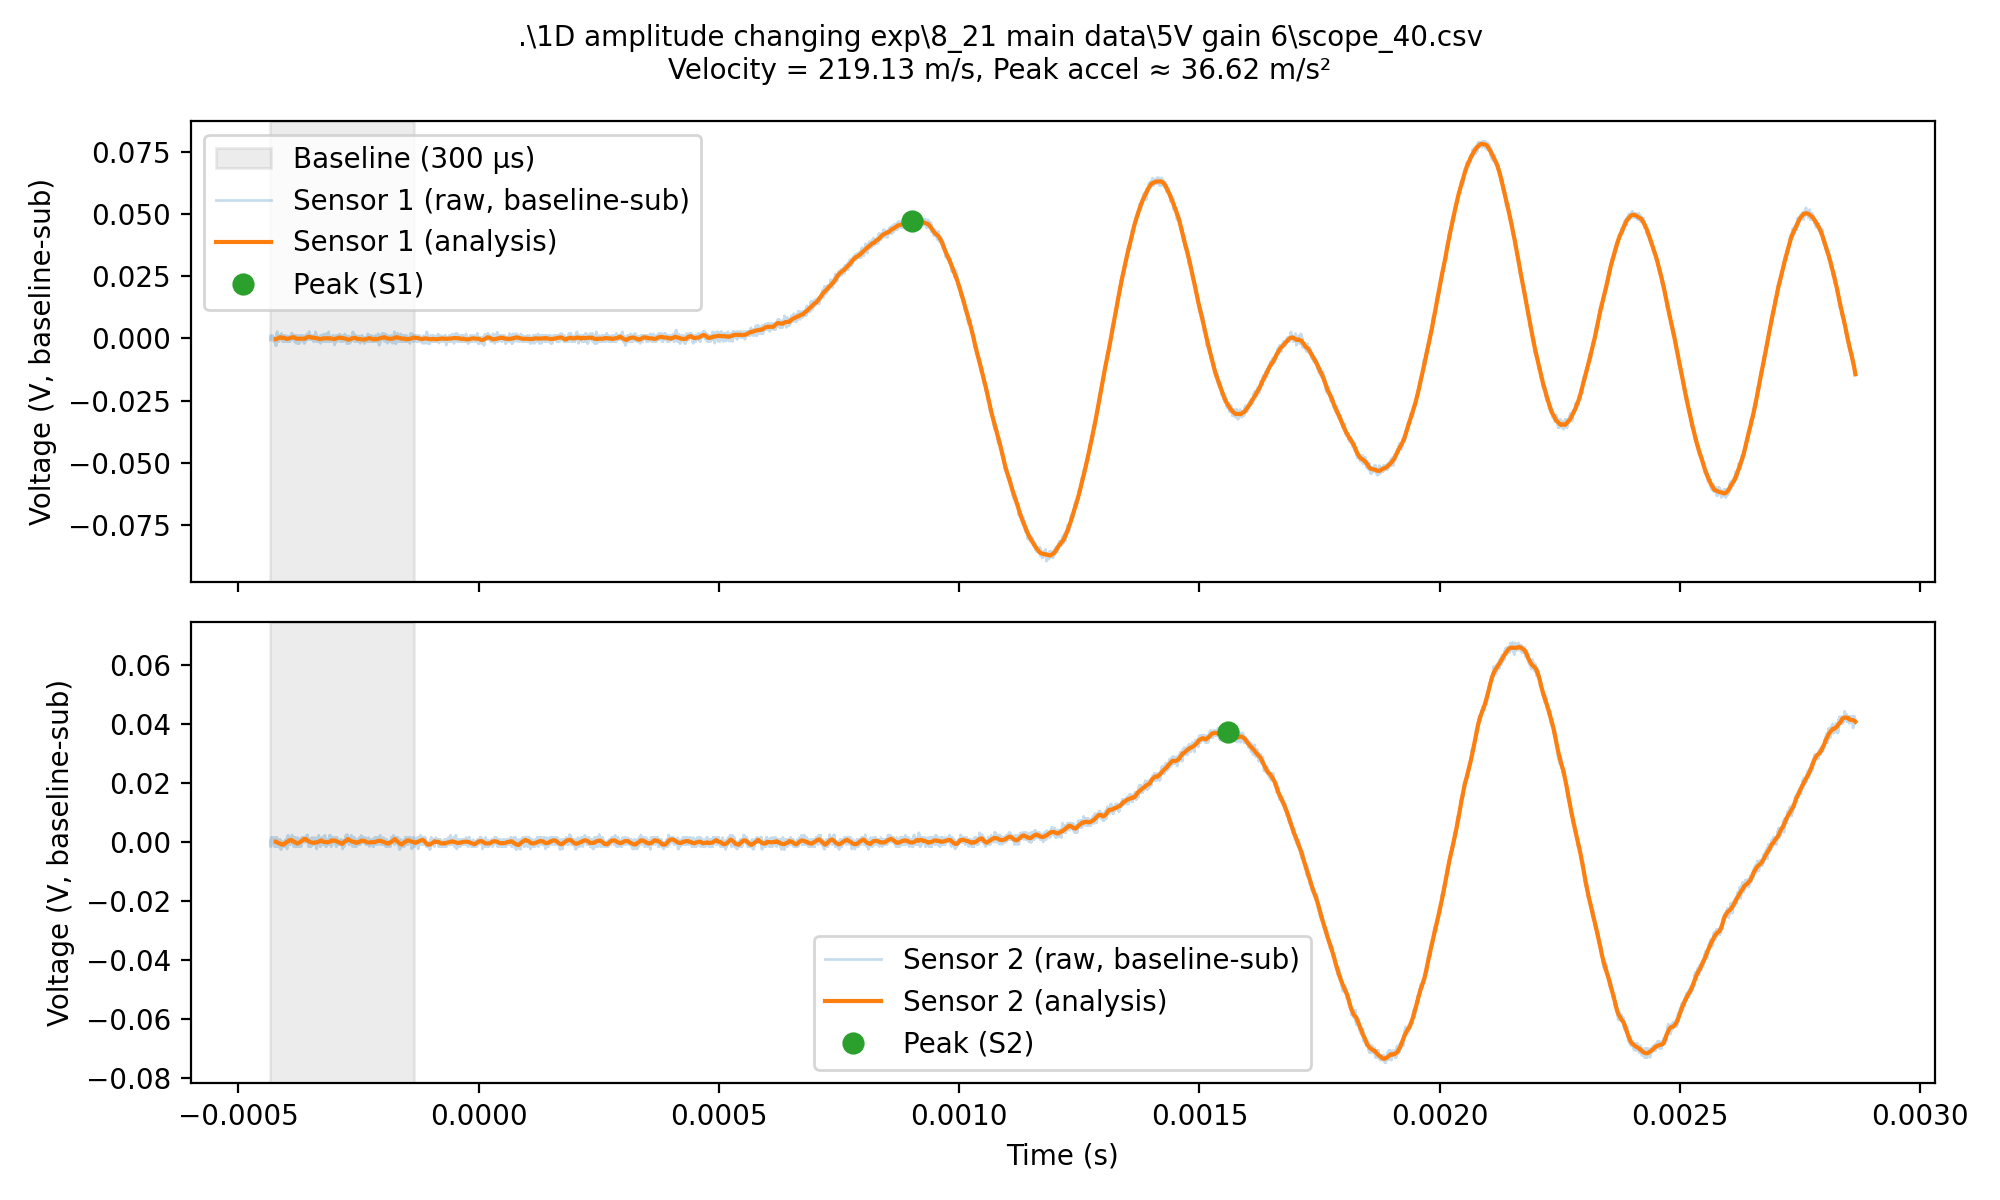 .\1D amplitude changing exp\8_21 main data\5V gain 6\scope_40.csv
Velocity = 219.13 m/s, Peak accel ≈ 36.62 m/s²
Voltage (V, baseline-sub)
0.075
0.050
0.025
0.000
−0.025
−0.050
−0.075
Baseline (300 µs)
Sensor 1 (raw, baseline-sub)
Sensor 1 (analysis)
Peak (S1)
Voltage (V, baseline-sub)
0.06
0.04
0.02
0.00
−0.02
−0.04
−0.06
−0.08
Sensor 2 (raw, baseline-sub)
Sensor 2 (analysis)
Peak (S2)
−0.0005 0.0000 0.0005 0.0010 0.0015 0.0020 0.0025 0.0030
Time (s)